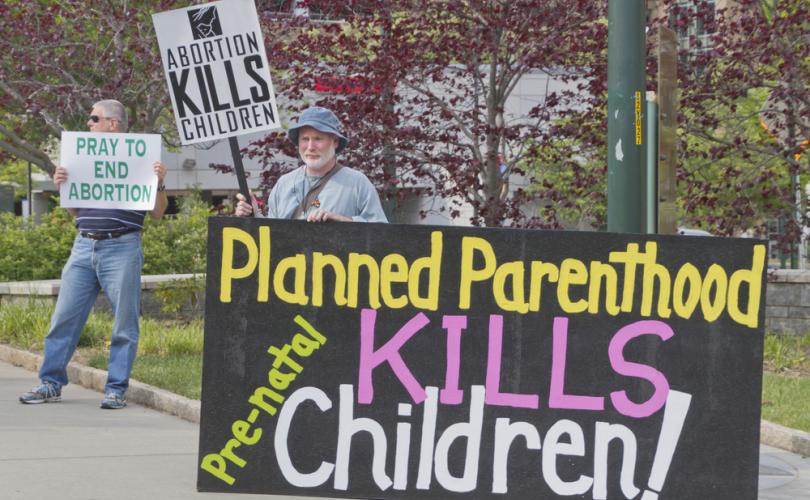 PRAY TO
END
ABORTION
ABORTION
KILLS
CHILDREN
Planned Parenthood
KILLS
Pre-natal
Children!